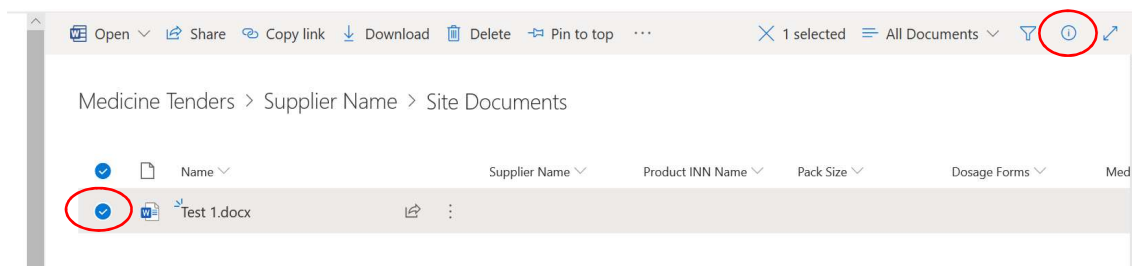 Open Share Copy link Download Delete Pin to top ... 1 selected All Documents
Medicine Tenders > Supplier Name > Site Documents
Name Supplier Name Product INN Name Pack Size Dosage Forms Med
Test 1.docx